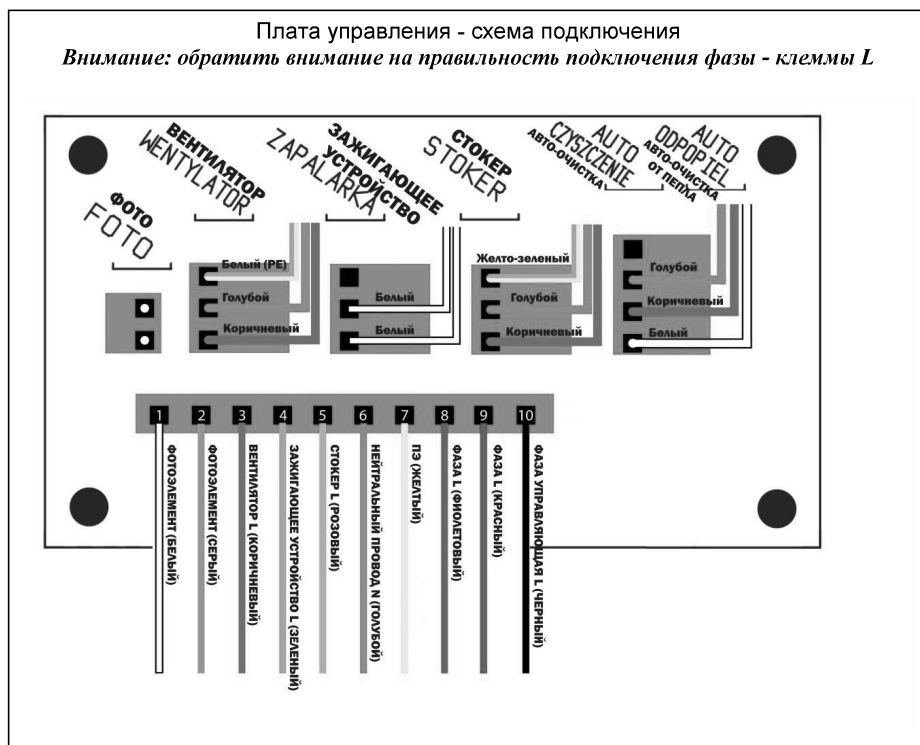 Плата управления - схема подключения
Внимание: обратить внимание на правильность подключения фазы - клеммы L
ФОТО
FOTO
ВЕНТИЛЯТОР
WENTYLATOR
ЗАЖИГАЮЩЕЕ
УСТРОЙСТВО
ZAPALARKA
СТОКЕР
STOKER
AUTO
CZYSZCZENIE
АВТО-ОЧИСТКА
AUTO
ODPOPIEL
АВТО-ОЧИСТКА
ОТ ПЕПЛА
Белый (PE)
Голубой
Коричневый
Белый
Белый
Желто-зеленый
Голубой
Коричневый
Голубой
Коричневый
Белый
1
2
3
4
5
6
7
8
9
10
ФОТОЭЛЕМЕНТ (БЕЛЫЙ)
ФОТОЭЛЕМЕНТ (СЕРЫЙ)
ВЕНТИЛЯТОР L (КОРИЧНЕВЫЙ)
ЗАЖИГАЮЩЕЕ УСТРОЙСТВО L (ЗЕЛЕНЫЙ)
СТОКЕР L (РОЗОВЫЙ)
НЕЙТРАЛЬНЫЙ ПРОВОД N (ГОЛУБОЙ)
ПЭ (ЖЕЛТЫЙ)
ФАЗА L (ФИОЛЕТОВЫЙ)
ФАЗА L (КРАСНЫЙ)
ФАЗА УПРАВЛЯЮЩАЯ L (ЧЕРНЫЙ)